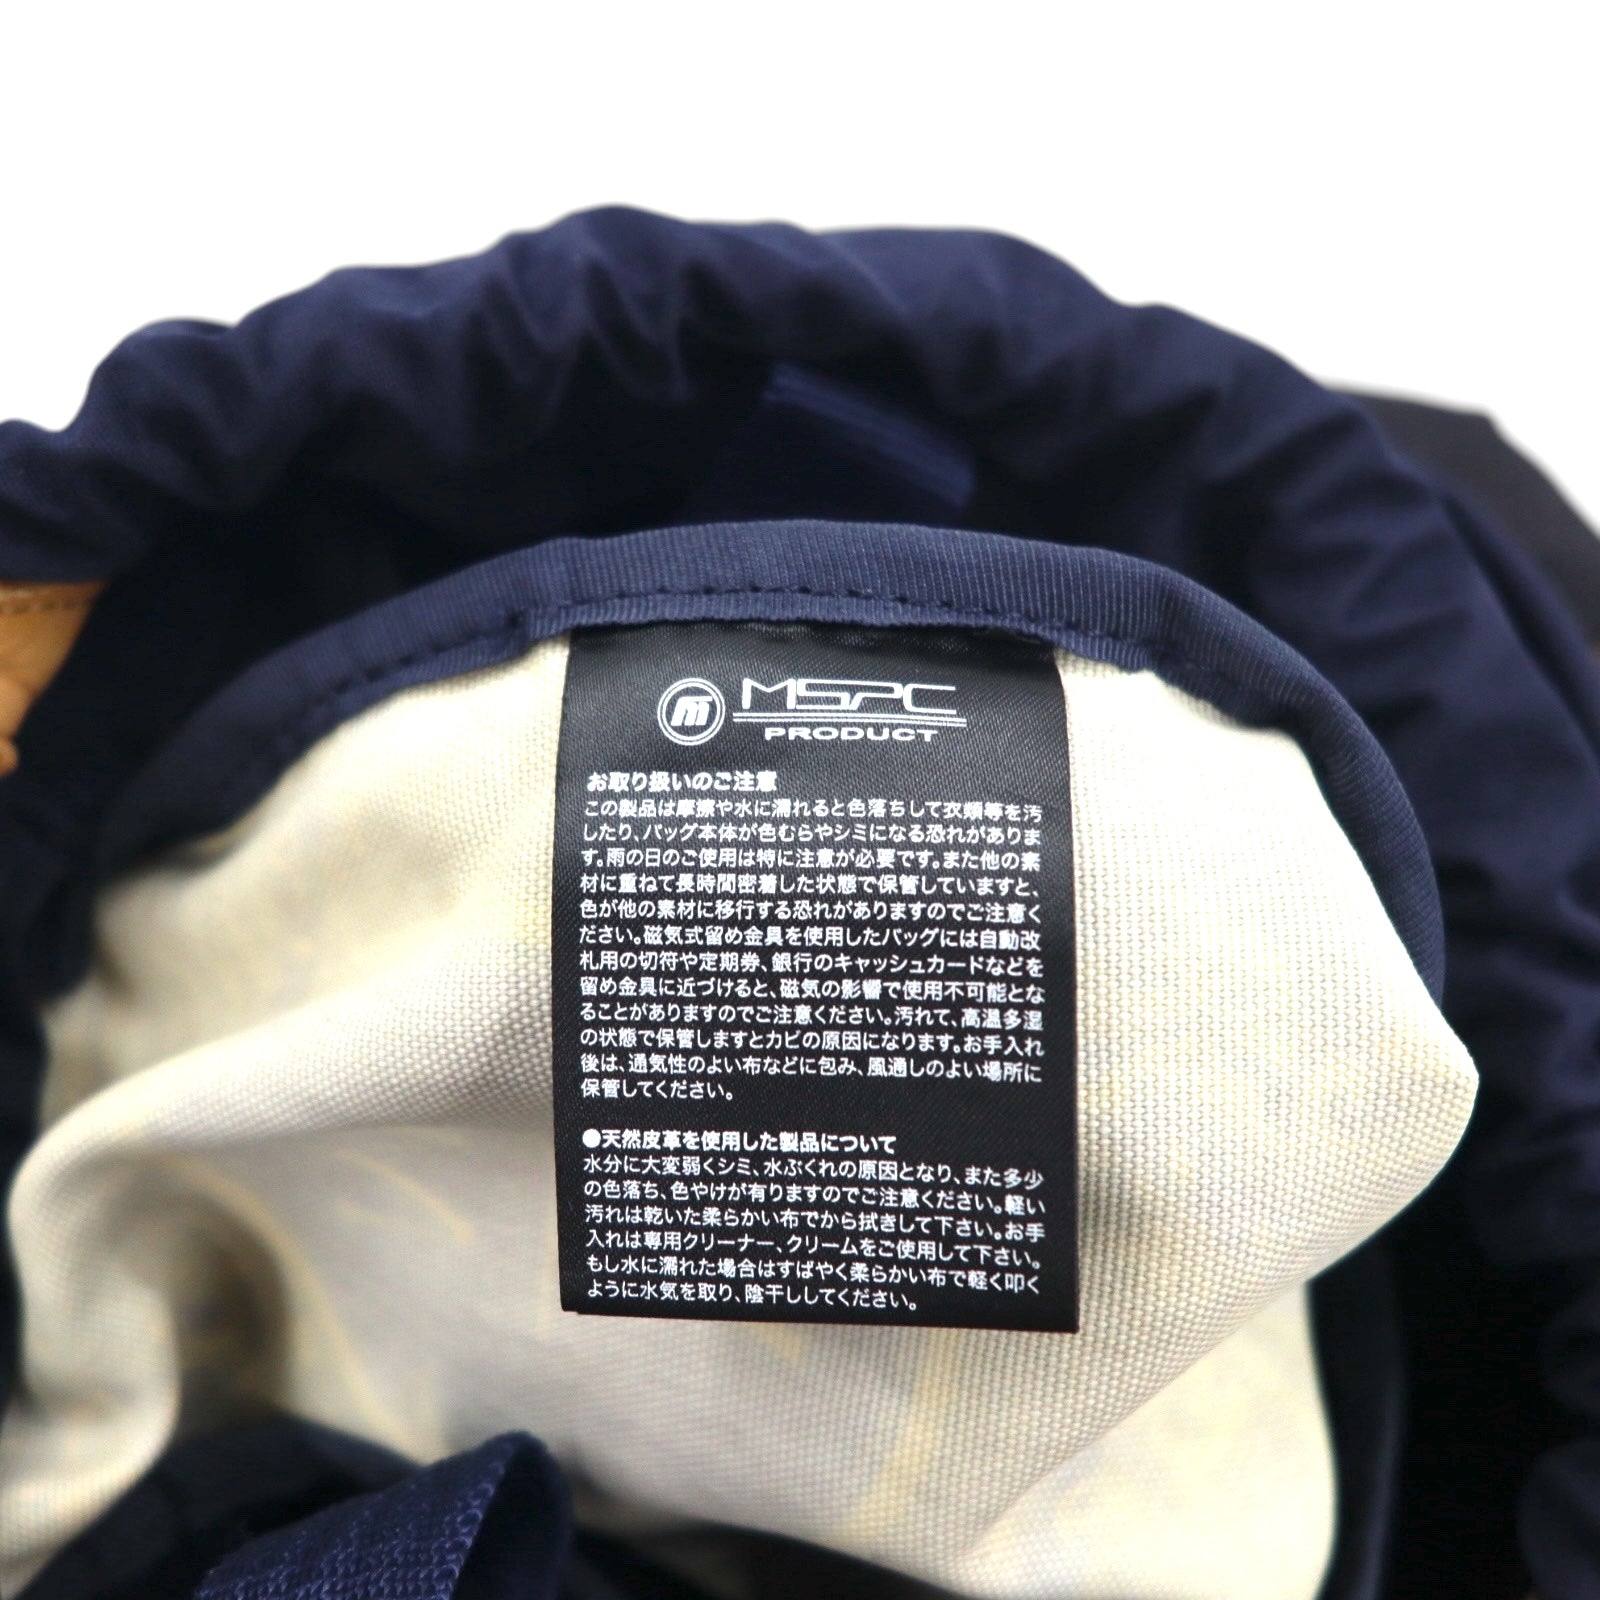 m MSPC
PRODUCT
お取り扱いのご注意
この製品は摩擦や水に濡れると色落ちして衣類等を汚
したり、バッグ本体が色むらやシミになる恐れがありま
す。雨の日のご使用は特に注意が必要です。また他の素
材に重ねて長時間密着した状態で保管していますと、
色が他の素材に移行する恐れがありますのでご注意く
ださい。磁気式留め金具を使用したバッグには自動改
札用の切符や定期券、銀行のキャッシュカードなどを
留め金具に近づけると、磁気の影響で使用不可能とな
ることがありますのでご注意ください。汚れて、高温多湿
の状態で保管しますとカビの原因になります。お手入れ
後は、通気性のよい布などに包み、風通しのよい場所に
保管してください。
●天然皮革を使用した製品について
水分に大変弱くシミ、水ぶくれの原因となり、また多少
の色落ち、色やけが有りますのでご注意ください。軽い
汚れは乾いた柔らかい布でから拭きして下さい。お手
入れは専用クリーナー、クリームをご使用して下さい。
もし水に濡れた場合はすばやく柔らかい布で軽く叩く
ように水気を取り、陰干ししてください。